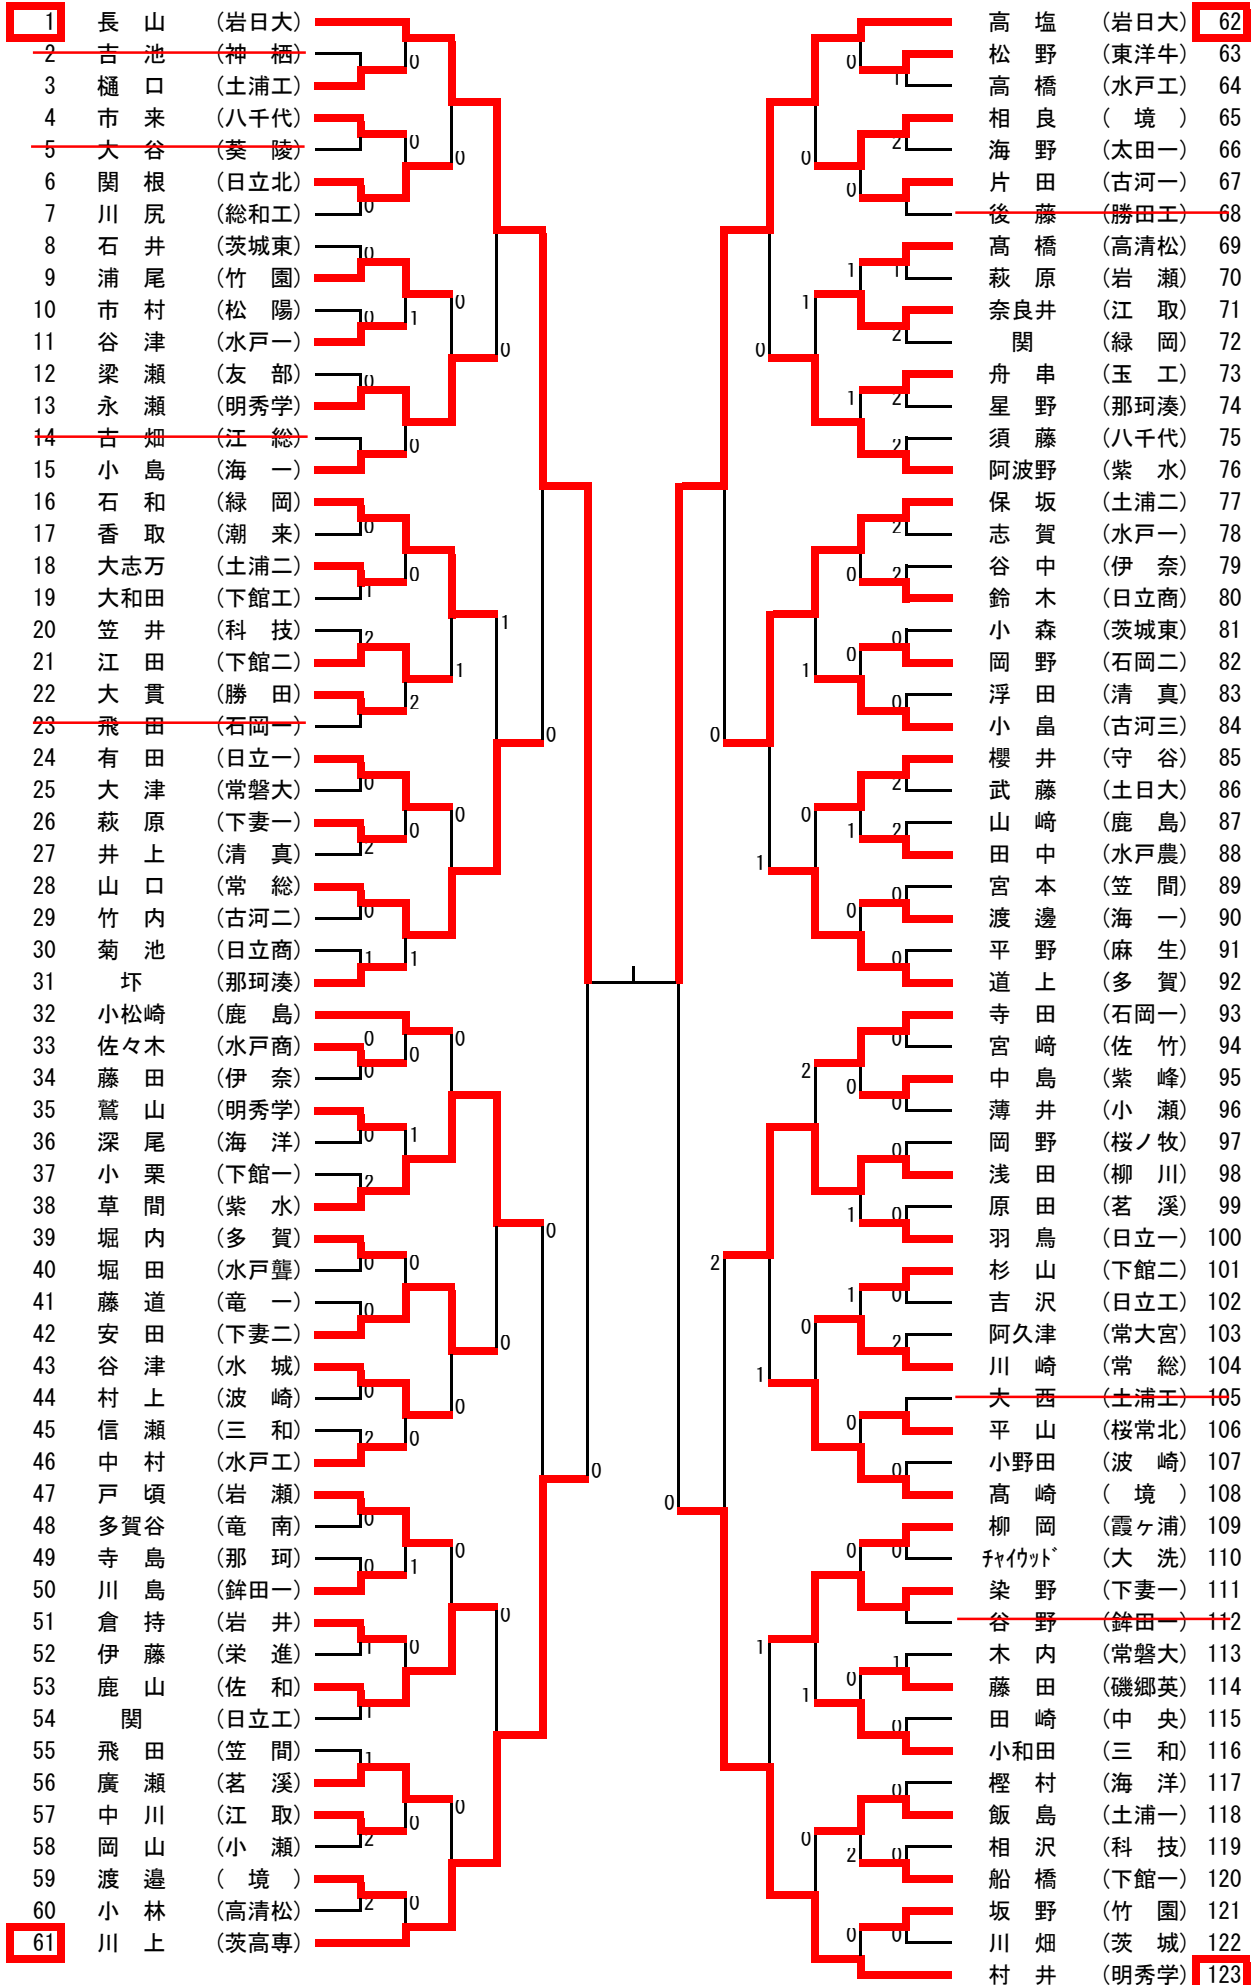 1 長 山 (岩日大)
2 吉 池 (神 栖)
3 樋 口 (土浦工)
4 市 来 (八千代)
5 大 谷 (葵 陵)
6 関 根 (日立北)
7 川 尻 (総和工)
8 石 井 (茨城東)
9 浦 尾 (竹 園)
10 市 村 (松 陽)
11 谷 津 (水戸一)
12 梁 瀬 (友 部)
13 永 瀬 (明秀学)
14 古 畑 (江 総)
15 小 島 (海 一)
16 石 和 (緑 岡)
17 香 取 (潮 来)
18 大志万 (土浦二)
19 大和田 (下館工)
20 笠 井 (科 技)
21 江 田 (下館二)
22 大 貫 (勝 田)
23 飛 田 (石岡一)
24 有 田 (日立一)
25 大 津 (常磐大)
26 萩 原 (下妻一)
27 井 上 (清 真)
28 山 口 (常 総)
29 竹 内 (古河二)
30 菊 池 (日立商)
31 圷 (那珂湊)
32 小松崎 (鹿 島)
33 佐々木 (水戸商)
34 藤 田 (伊 奈)
35 鷲 山 (明秀学)
36 深 尾 (海 洋)
37 小 栗 (下館一)
38 草 間 (紫 水)
39 堀 内 (多 賀)
40 堀 田 (水戸聾)
41 藤 道 (竜 一)
42 安 田 (下妻二)
43 谷 津 (水 城)
44 村 上 (波 崎)
45 信 瀬 (三 和)
46 中 村 (水戸工)
47 戸 頃 (岩 瀬)
48 多賀谷 (竜 南)
49 寺 島 (那 珂)
50 川 島 (鉾田一)
51 倉 持 (岩 井)
52 伊 藤 (栄 進)
53 鹿 山 (佐 和)
54 関 (日立工)
55 飛 田 (笠 間)
56 廣 瀬 (茗 溪)
57 中 川 (江 取)
58 岡 山 (小 瀬)
59 渡 邉 ( 境 )
60 小 林 (高清松)
61 川 上 (茨高専)
高 塩 (岩日大) 62
松 野 (東洋牛) 63
高 橋 (水戸工) 64
相 良 ( 境 ) 65
海 野 (太田一) 66
片 田 (古河一) 67
後 藤 (勝田工) 68
髙 橋 (高清松) 69
萩 原 (岩 瀬) 70
奈良井 (江 取) 71
関 (緑 岡) 72
舟 串 (玉 工) 73
星 野 (那珂湊) 74
須 藤 (八千代) 75
阿波野 (紫 水) 76
保 坂 (土浦二) 77
志 賀 (水戸一) 78
谷 中 (伊 奈) 79
鈴 木 (日立商) 80
小 森 (茨城東) 81
岡 野 (石岡二) 82
浮 田 (清 真) 83
小 畠 (古河三) 84
櫻 井 (守 谷) 85
武 藤 (土日大) 86
山 﨑 (鹿 島) 87
田 中 (水戸農) 88
宮 本 (笠 間) 89
渡 邊 (海 一) 90
平 野 (麻 生) 91
道 上 (多 賀) 92
寺 田 (石岡一) 93
宮 﨑 (佐 竹) 94
中 島 (紫 峰) 95
薄 井 (小 瀬) 96
岡 野 (桜ノ牧) 97
浅 田 (柳 川) 98
原 田 (茗 溪) 99
羽 鳥 (日立一) 100
杉 山 (下館二) 101
吉 沢 (日立工) 102
阿久津 (常大宮) 103
川 崎 (常 総) 104
大 西 (土浦工) 105
平 山 (桜常北) 106
小野田 (波 崎) 107
髙 崎 ( 境 ) 108
柳 岡 (霞ヶ浦) 109
ﾁｬｲｳｯﾄﾞ (大 洗) 110
染 野 (下妻一) 111
谷 野 (鉾田一) 112
木 内 (常磐大) 113
藤 田 (磯郷英) 114
田 崎 (中 央) 115
小和田 (三 和) 116
樫 村 (海 洋) 117
飯 島 (土浦一) 118
相 沢 (科 技) 119
船 橋 (下館一) 120
坂 野 (竹 園) 121
川 畑 (茨 城) 122
村 井 (明秀学) 123